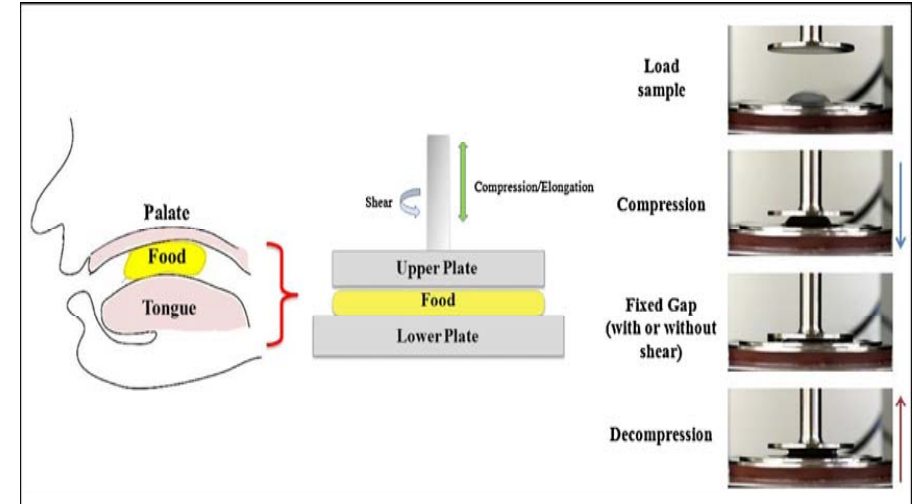 Palate
Food
Tongue
Shear
Compression/Elongation
Upper Plate
Food
Lower Plate
Load
sample
Compression
Fixed Gap
(with or without
shear)
Decompression